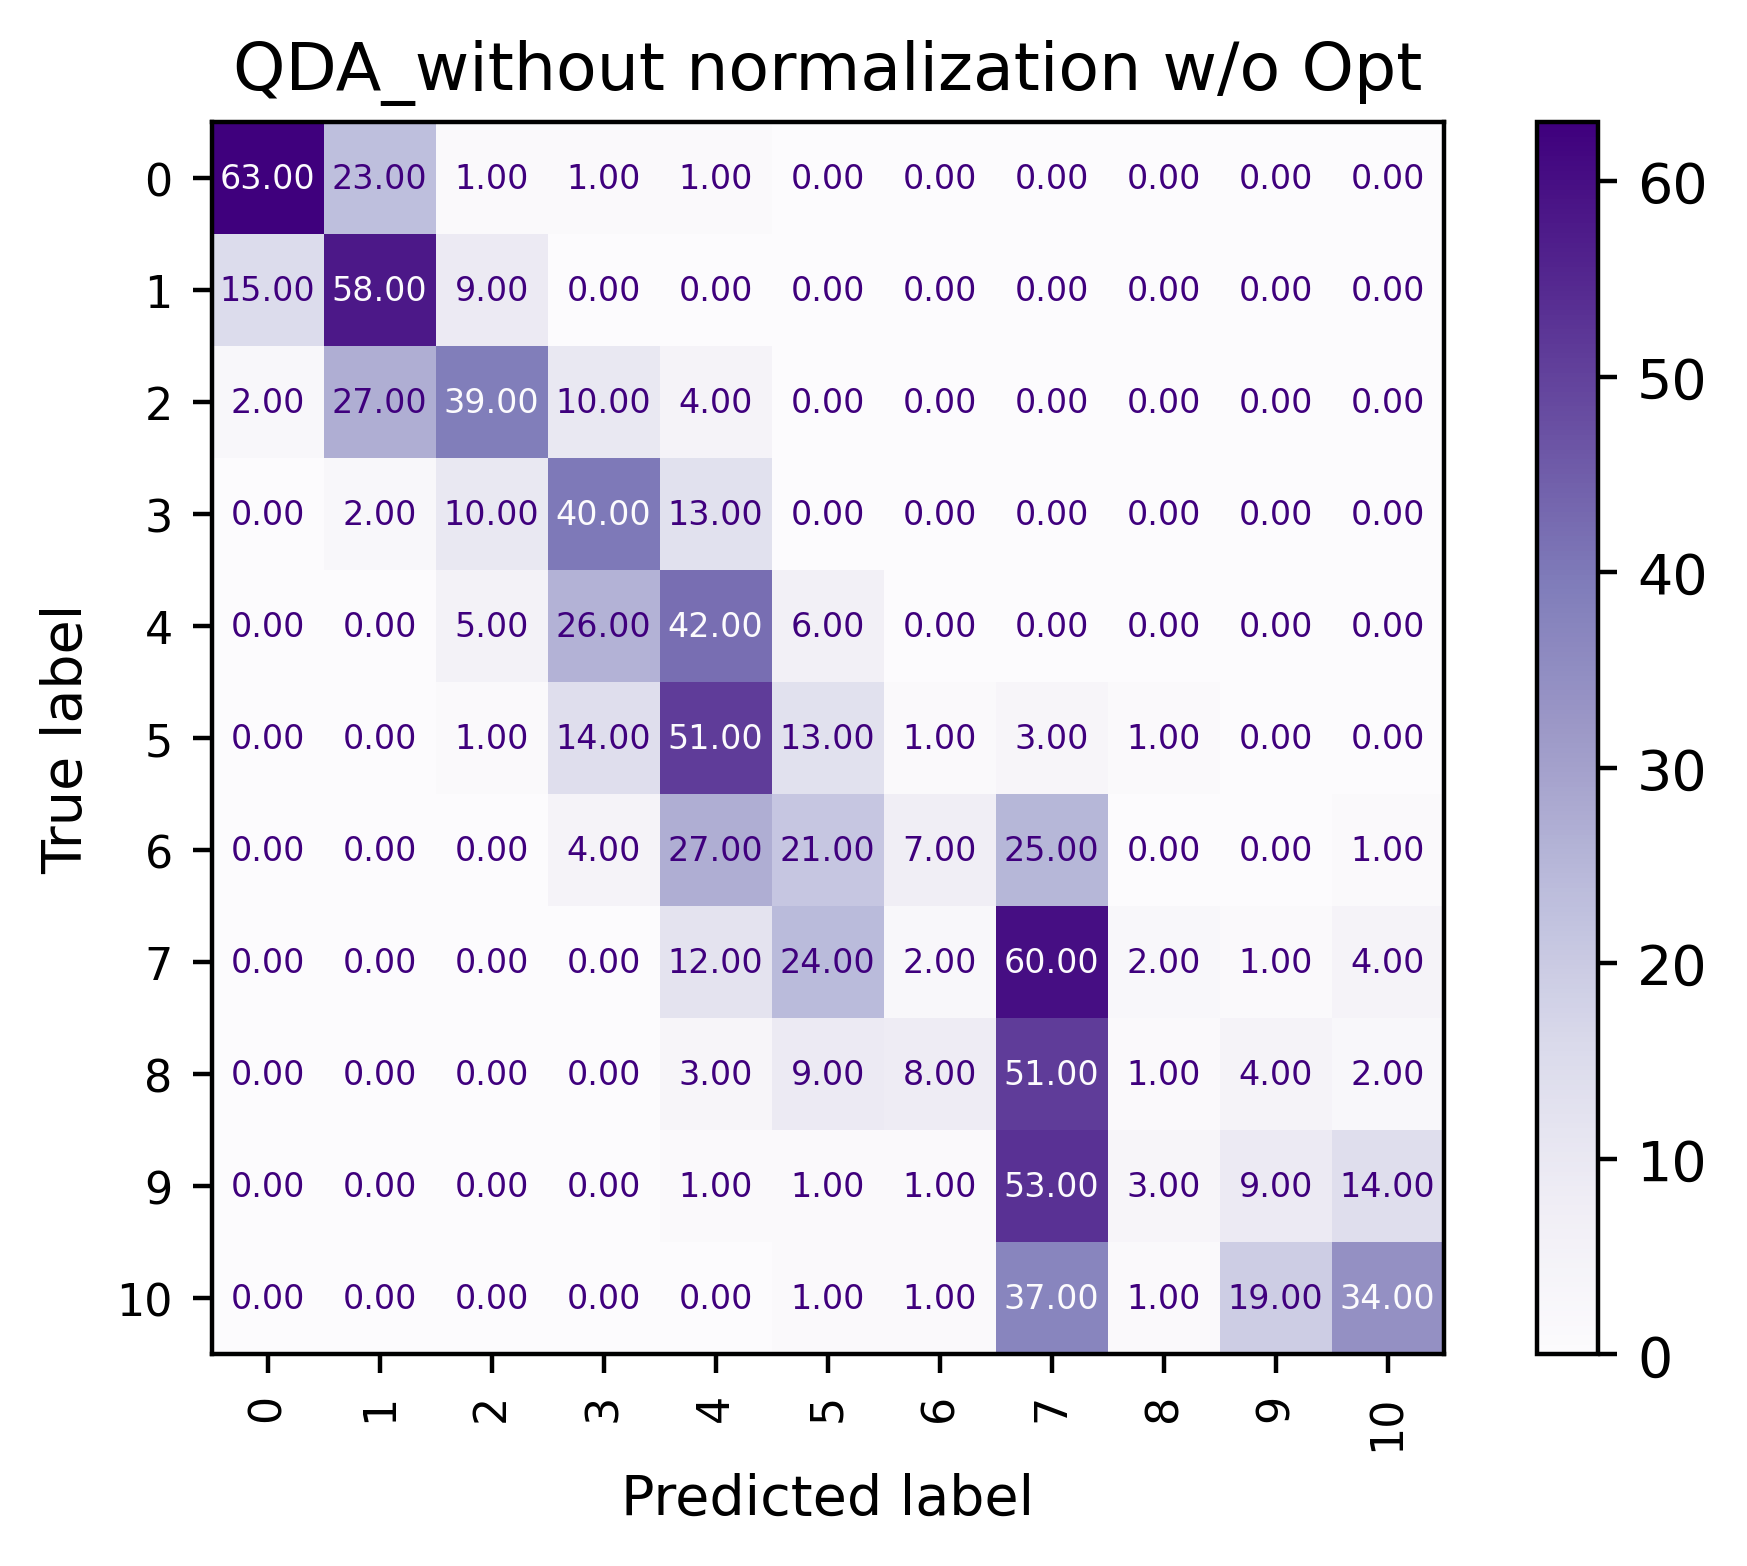 QDA_without normalization w/o Opt
0 63.00 23.00 1.00 1.00 1.00 0.00 0.00 0.00 0.00 0.00 0.00
1 15.00 58.00 9.00 0.00 0.00 0.00 0.00 0.00 0.00 0.00 0.00
2 2.00 27.00 39.00 10.00 4.00 0.00 0.00 0.00 0.00 0.00 0.00
3 0.00 2.00 10.00 40.00 13.00 0.00 0.00 0.00 0.00 0.00 0.00
4 0.00 0.00 5.00 26.00 42.00 6.00 0.00 0.00 0.00 0.00 0.00
5 0.00 0.00 1.00 14.00 51.00 13.00 1.00 3.00 1.00 0.00 0.00
6 0.00 0.00 0.00 4.00 27.00 21.00 7.00 25.00 0.00 0.00 1.00
7 0.00 0.00 0.00 0.00 12.00 24.00 2.00 60.00 2.00 1.00 4.00
8 0.00 0.00 0.00 0.00 3.00 9.00 8.00 51.00 1.00 4.00 2.00
9 0.00 0.00 0.00 0.00 1.00 1.00 1.00 53.00 3.00 9.00 14.00
10 0.00 0.00 0.00 0.00 0.00 1.00 1.00 37.00 1.00 19.00 34.00
0 1 2 3 4 5 6 7 8 9 10
Predicted label
True label
60
50
40
30
20
10
0